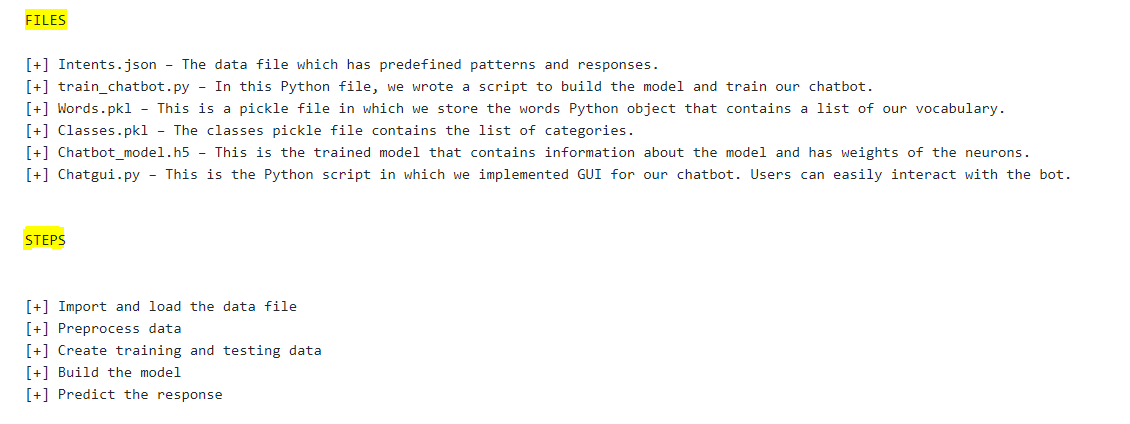 FILES
[+] Intents.json – The data file which has predefined patterns and responses.
[+] train_chatbot.py – In this Python file, we wrote a script to build the model and train our chatbot.
[+] Words.pkl – This is a pickle file in which we store the words Python object that contains a list of our vocabulary.
[+] Classes.pkl – The classes pickle file contains the list of categories.
[+] Chatbot_model.h5 – This is the trained model that contains information about the model and has weights of the neurons.
[+] Chatgui.py – This is the Python script in which we implemented GUI for our chatbot. Users can easily interact with the bot.
STEPS
[+] Import and load the data file
[+] Preprocess data
[+] Create training and testing data
[+] Build the model
[+] Predict the response